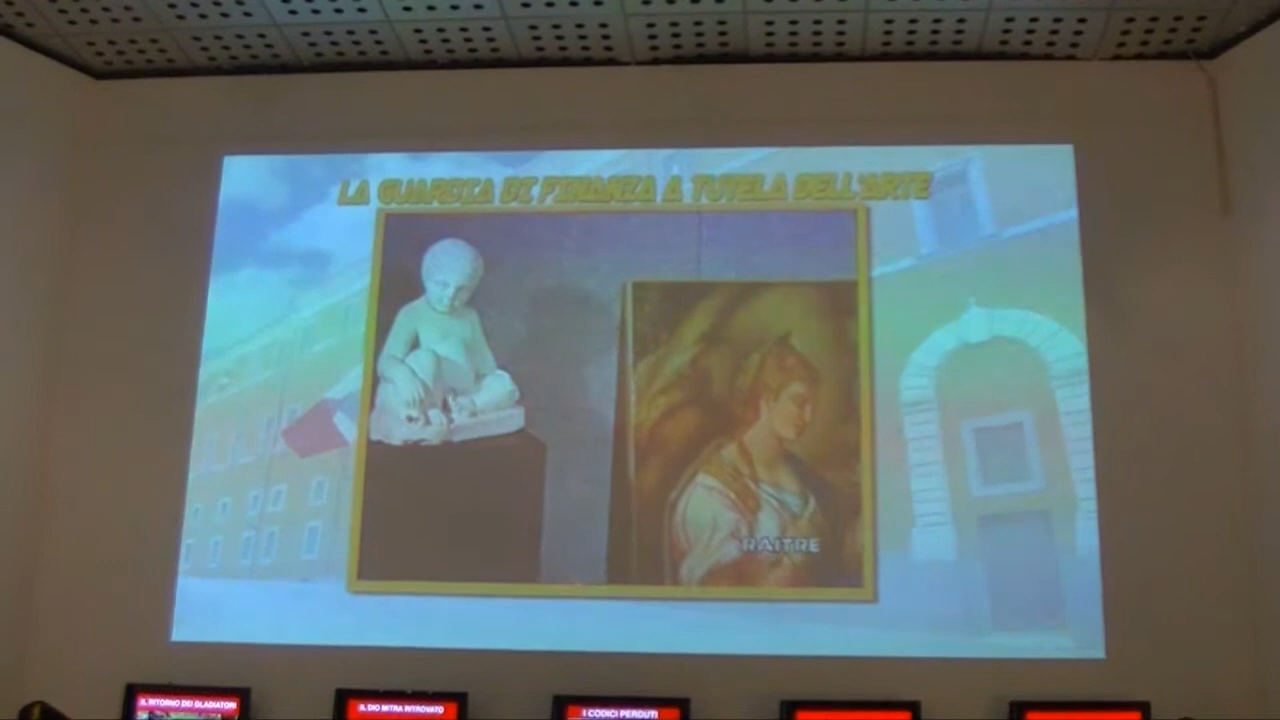 LA GUARDIA DI FINANZA A TUTELA DELL'ARTE
RAITRE
IL RITORNO DEI GLADIATORI
IL DIO MITRA RITROVATO
I CODICI PERDUTI